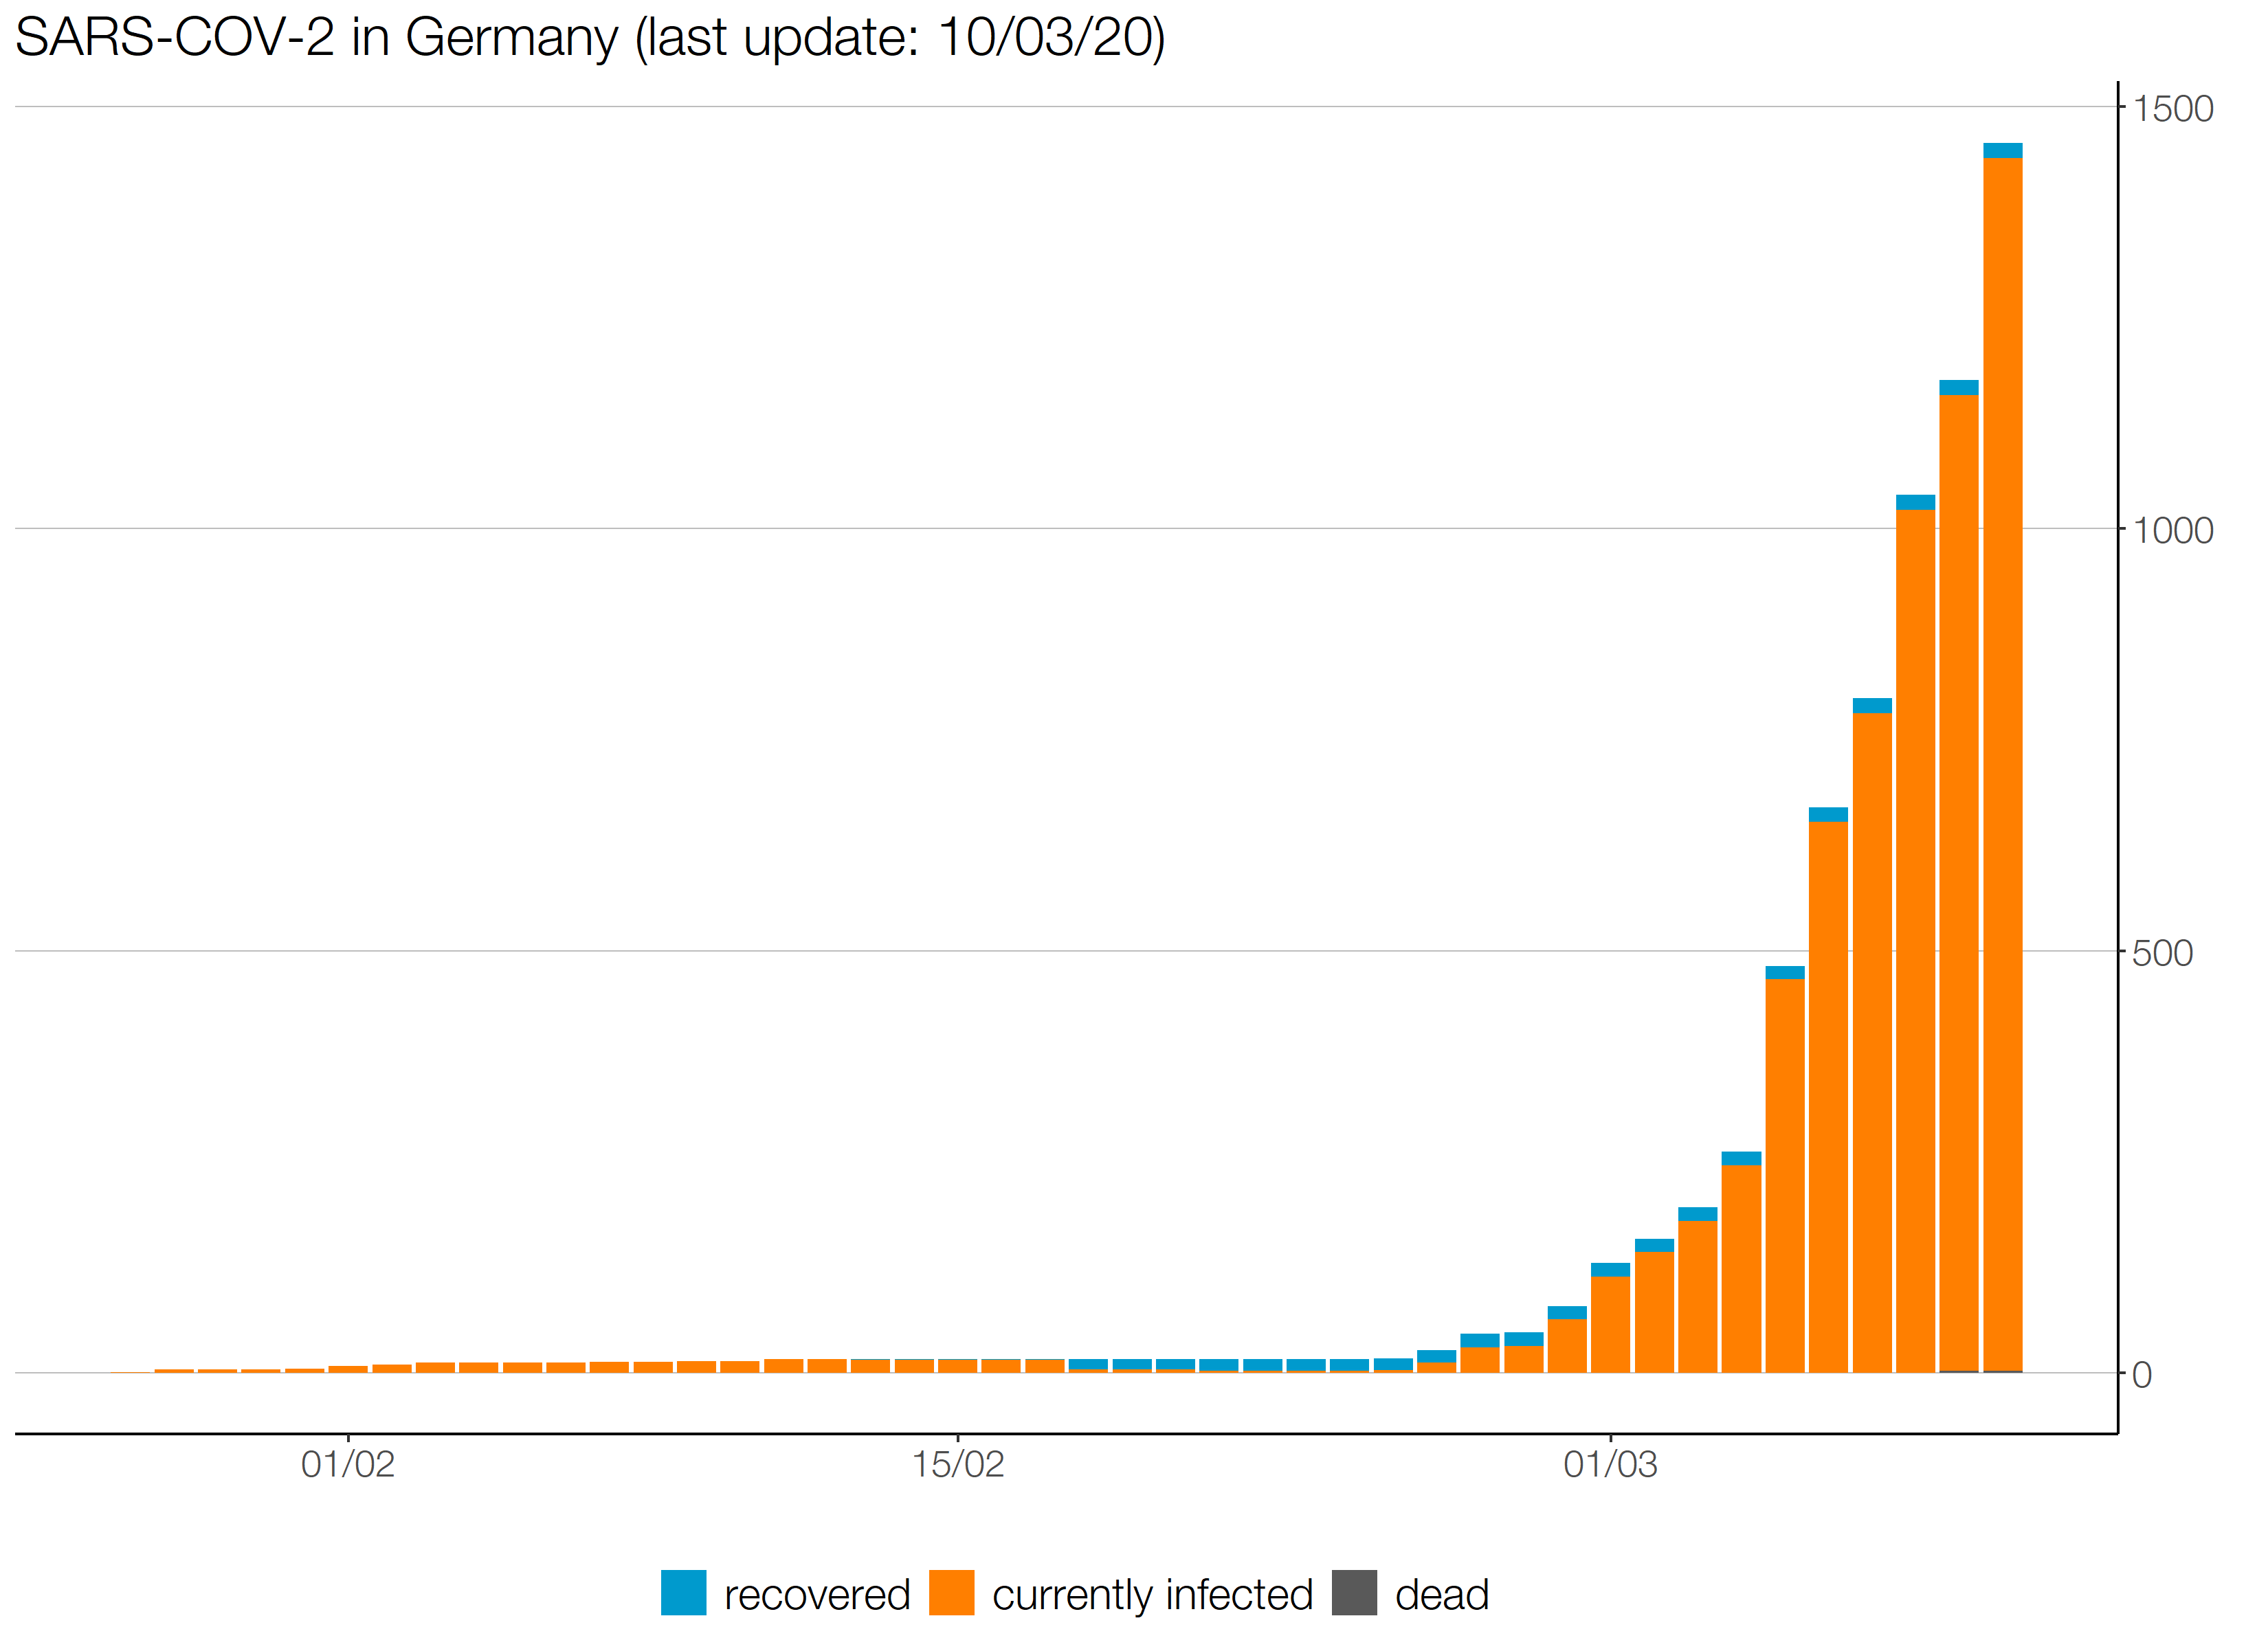 SARS-COV-2 in Germany (last update: 10/03/20)
1500
1000
500
0
01/02 15/02 01/03
recovered currently infected dead